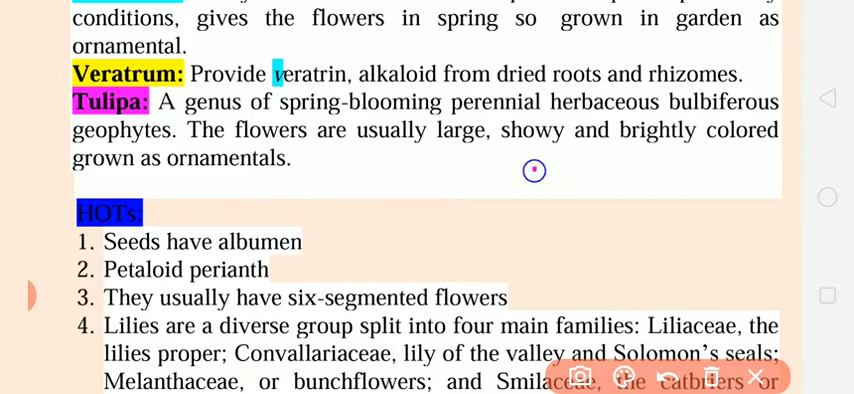 conditions, gives the flowers in spring so grown in garden as
ornamental.
Veratrum: Provide veratrin, alkaloid from dried roots and rhizomes.
Tulipa: A genus of spring-blooming perennial herbaceous bulbiferous
geophytes. The flowers are usually large, showy and brightly colored
grown as ornamentals.
HOTs:
1. Seeds have albumen
2. Petaloid perianth
3. They usually have six-segmented flowers
4. Lilies are a diverse group split into four main families: Liliaceae, the
lilies proper; Convallariaceae, lily of the valley and Solomon's seals;
Melanthaceae, or bunchflowers; and Smilaceae, the catbriers or